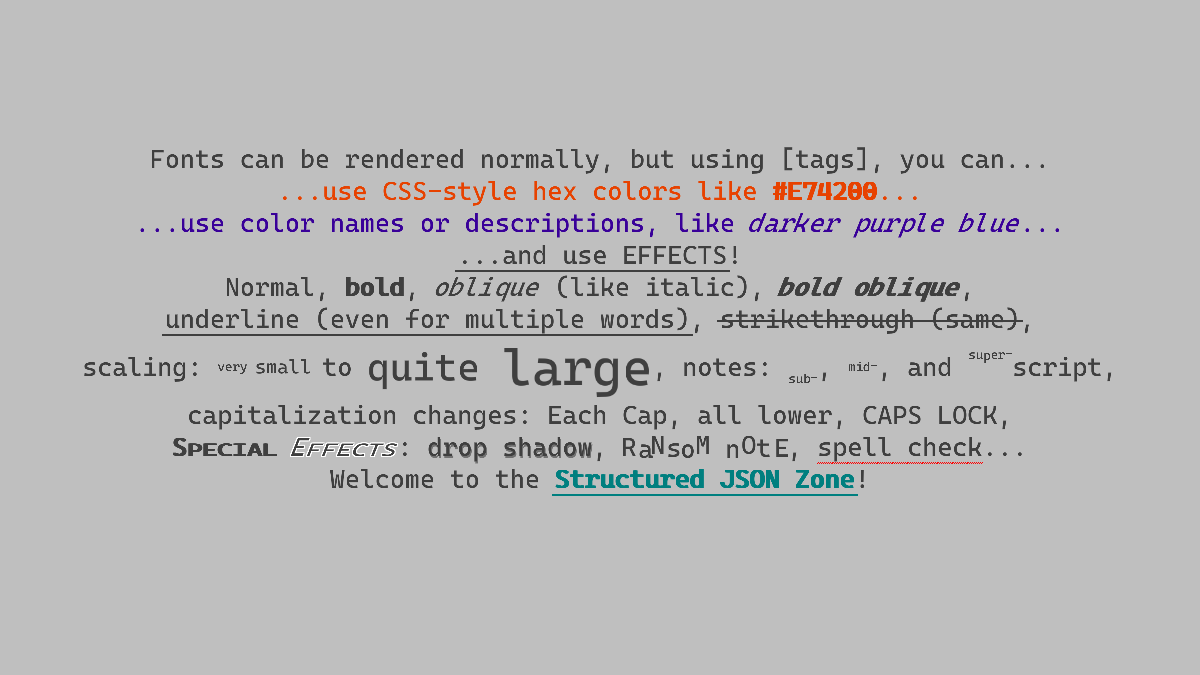 Fonts can be rendered normally, but using [tags], you can...
...use CSS-style hex colors like #E74200...
...use color names or descriptions, like darker purple blue...
...and use EFFECTS!
Normal, bold, oblique (like italic), bold oblique,
underline (even for multiple words), strikethrough (same),
scaling: very small to quite large, notes: sub-, mid-, and super-script,
capitalization changes: Each Cap, all lower, CAPS LOCK,
Special Effects: drop shadow, RaNsoM nOtE, spell check...
Welcome to the Structured JSON Zone!